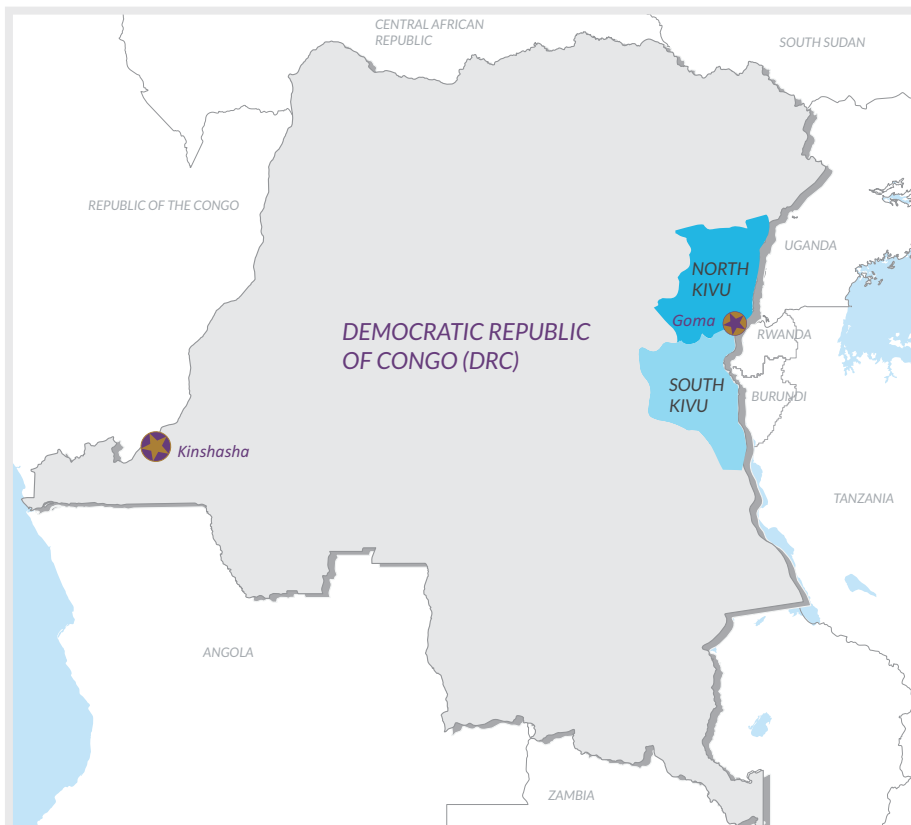 CENTRAL AFRICAN
REPUBLIC
SOUTH SUDAN
REPUBLIC OF THE CONGO
UGANDA
NORTH
KIVU
Goma
RWANDA
DEMOCRATIC REPUBLIC
OF CONGO (DRC)
SOUTH
KIVU
BURUNDI
Kinshasha
TANZANIA
ANGOLA
ZAMBIA